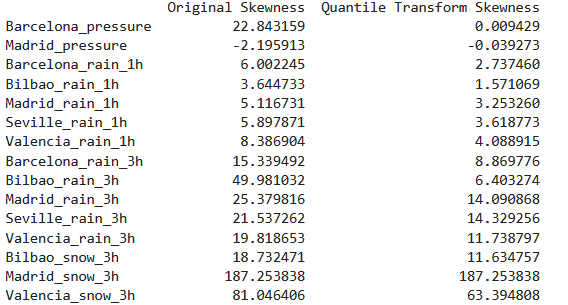 Original Skewness Quantile Transform Skewness
Barcelona_pressure 22.843159 0.009429
Madrid_pressure -2.195913 -0.039273
Barcelona_rain_1h 6.002245 2.737460
Bilbao_rain_1h 3.644733 1.571069
Madrid_rain_1h 5.116731 3.253260
Seville_rain_1h 5.897871 3.618773
Valencia_rain_1h 8.386904 4.088915
Barcelona_rain_3h 15.339492 8.869776
Bilbao_rain_3h 49.981032 6.403274
Madrid_rain_3h 25.379816 14.090868
Seville_rain_3h 21.537262 14.329256
Valencia_rain_3h 19.818653 11.738797
Bilbao_snow_3h 18.732471 11.634757
Madrid_snow_3h 187.253838 187.253838
Valencia_snow_3h 81.046406 63.394808